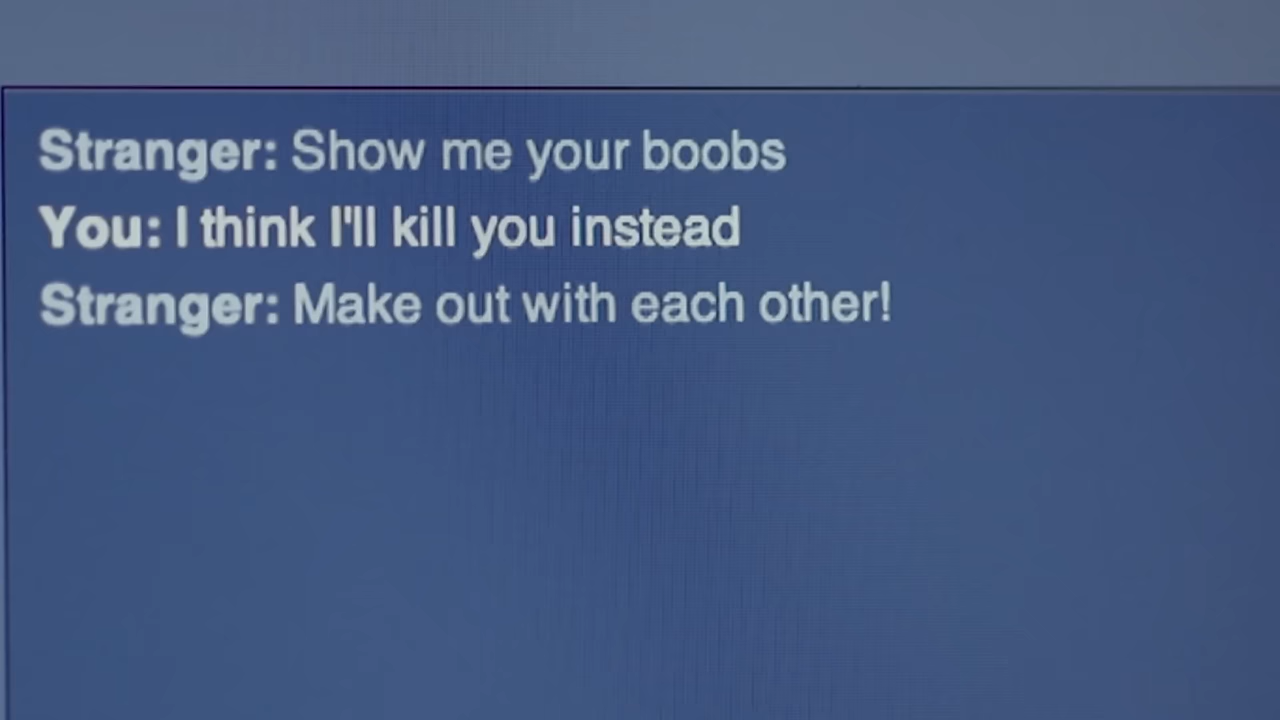 Stranger: Show me your boobs
You: I think I'll kill you instead
Stranger: Make out with each other!